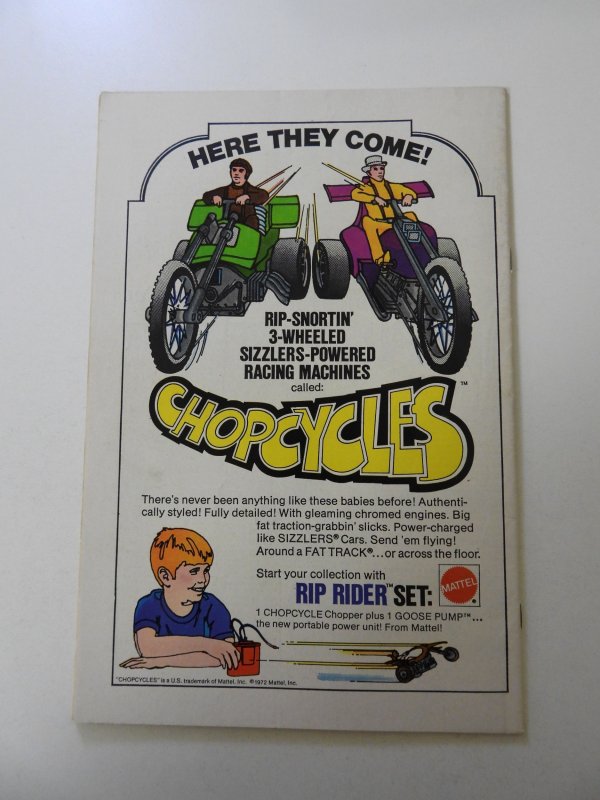 HERE THEY COME!
RIP-SNORTIN'
3-WHEELED
SIZZLERS-POWERED
RACING MACHINES
called:
CHOPCYCLES™
There's never been anything like these babies before! Authenti-
cally styled! Fully detailed! With gleaming chromed engines. Big
fat traction-grabbin' slicks. Power-charged
like SIZZLERS® Cars. Send 'em flying!
Around a FAT TRACK®...or across the floor.
Start your collection with
RIP RIDER™ SET:
MATTEL®
1 CHOPCYCLE Chopper plus 1 GOOSE PUMP™...
the new portable power unit! From Mattel!
"CHOPCYCLES" is a U.S. trademark of Mattel, Inc. ©1972 Mattel, Inc.